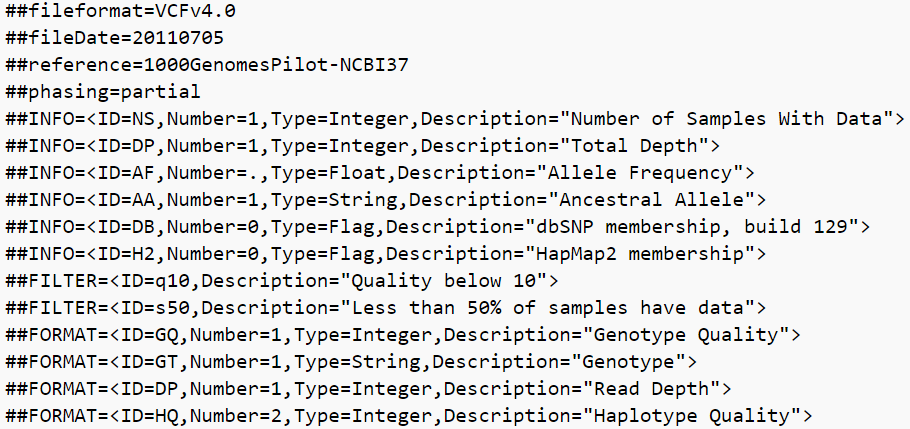 ##fileformat=VCFv4.0
##fileDate=20110705
##reference=1000GenomesPilot-NCBI37
##phasing=partial
##INFO=<ID=NS,Number=1,Type=Integer,Description="Number of Samples With Data">
##INFO=<ID=DP,Number=1,Type=Integer,Description="Total Depth">
##INFO=<ID=AF,Number=.,Type=Float,Description="Allele Frequency">
##INFO=<ID=AA,Number=1,Type=String,Description="Ancestral Allele">
##INFO=<ID=DB,Number=0,Type=Flag,Description="dbSNP membership, build 129">
##INFO=<ID=H2,Number=0,Type=Flag,Description="HapMap2 membership">
##FILTER=<ID=q10,Description="Quality below 10">
##FILTER=<ID=s50,Description="Less than 50% of samples have data">
##FORMAT=<ID=GQ,Number=1,Type=Integer,Description="Genotype Quality">
##FORMAT=<ID=GT,Number=1,Type=String,Description="Genotype">
##FORMAT=<ID=DP,Number=1,Type=Integer,Description="Read Depth">
##FORMAT=<ID=HQ,Number=2,Type=Integer,Description="Haplotype Quality">